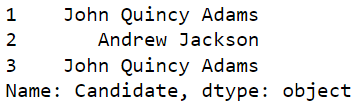 1    John Quincy Adams
2       Andrew Jackson
3    John Quincy Adams
Name: Candidate, dtype: object